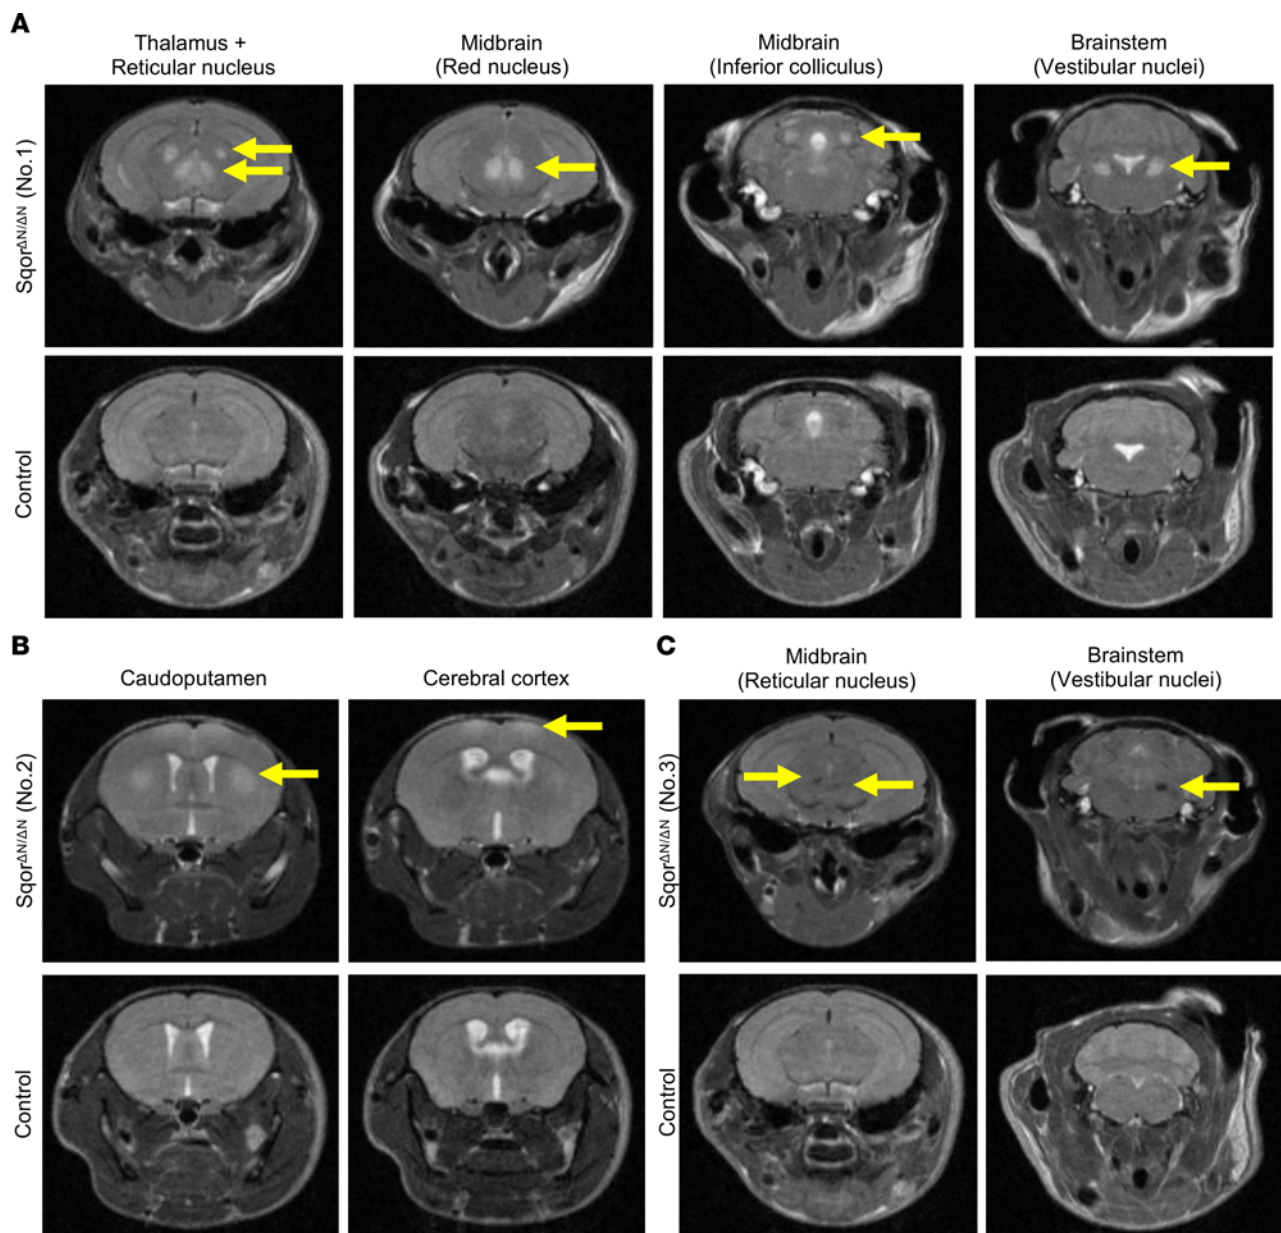 A
Thalamus +
Reticular nucleus
Midbrain
(Red nucleus)
Midbrain
(Inferior colliculus)
Brainstem
(Vestibular nuclei)
Sqor^ΔN/ΔN (No.1)
Control
B
Caudoputamen
Cerebral cortex
Sqor^ΔN/ΔN (No.2)
Control
C
Midbrain
(Reticular nucleus)
Brainstem
(Vestibular nuclei)
Sqor^ΔN/ΔN (No.3)
Control